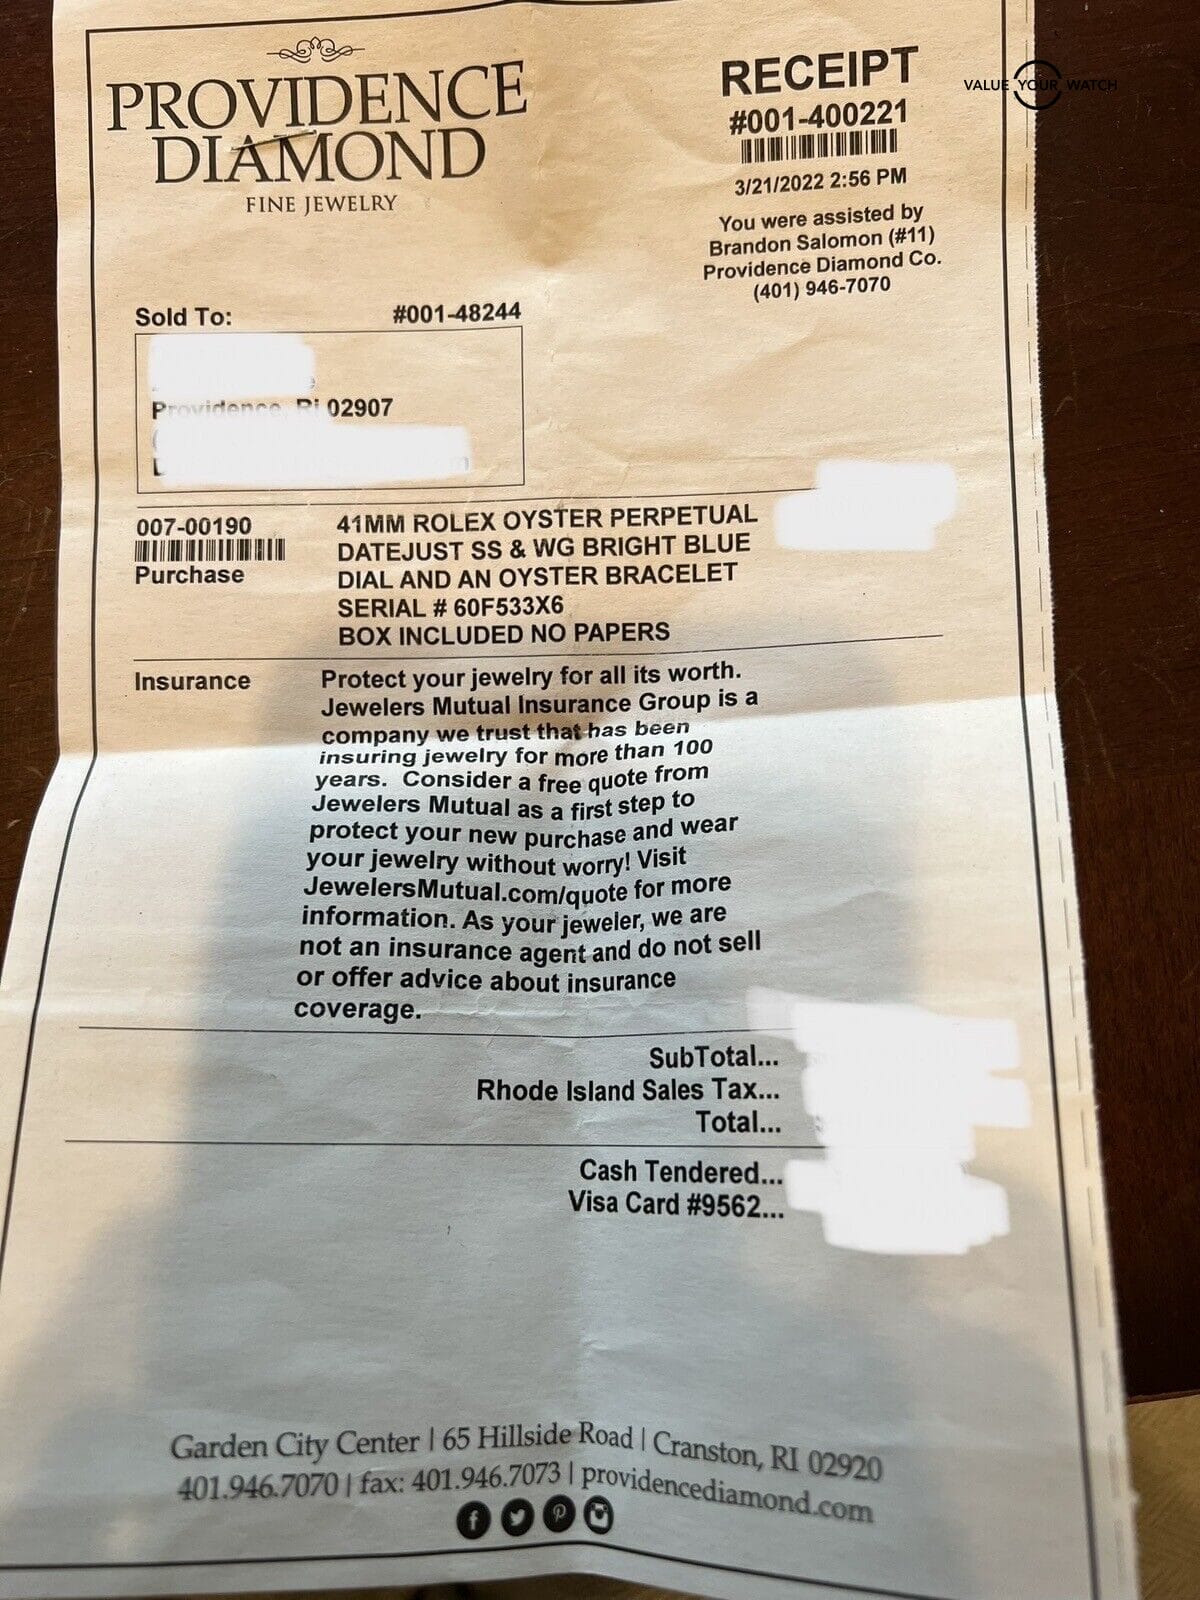 PROVIDENCE
DIAMOND
FINE JEWELRY
RECEIPT
#001-400221
3/21/2022 2:56 PM
You were assisted by
Brandon Salomon (#11)
Providence Diamond Co.
(401) 946-7070
VALUE YOUR WATCH
Sold To: #001-48244
Providence, RI 02907
007-00190
Purchase
41MM ROLEX OYSTER PERPETUAL
DATEJUST SS & WG BRIGHT BLUE
DIAL AND AN OYSTER BRACELET
SERIAL # 60F533X6
BOX INCLUDED NO PAPERS
Insurance
Protect your jewelry for all its worth.
Jewelers Mutual Insurance Group is a
company we trust that has been
insuring jewelry for more than 100
years. Consider a free quote from
Jewelers Mutual as a first step to
protect your new purchase and wear
your jewelry without worry! Visit
JewelersMutual.com/quote for more
information. As your jeweler, we are
not an insurance agent and do not sell
or offer advice about insurance
coverage.
SubTotal...
Rhode Island Sales Tax...
Total...
Cash Tendered...
Visa Card #9562...
Garden City Center | 65 Hillside Road | Cranston, RI 02920
401.946.7070 | fax: 401.946.7073 | providencediamond.com